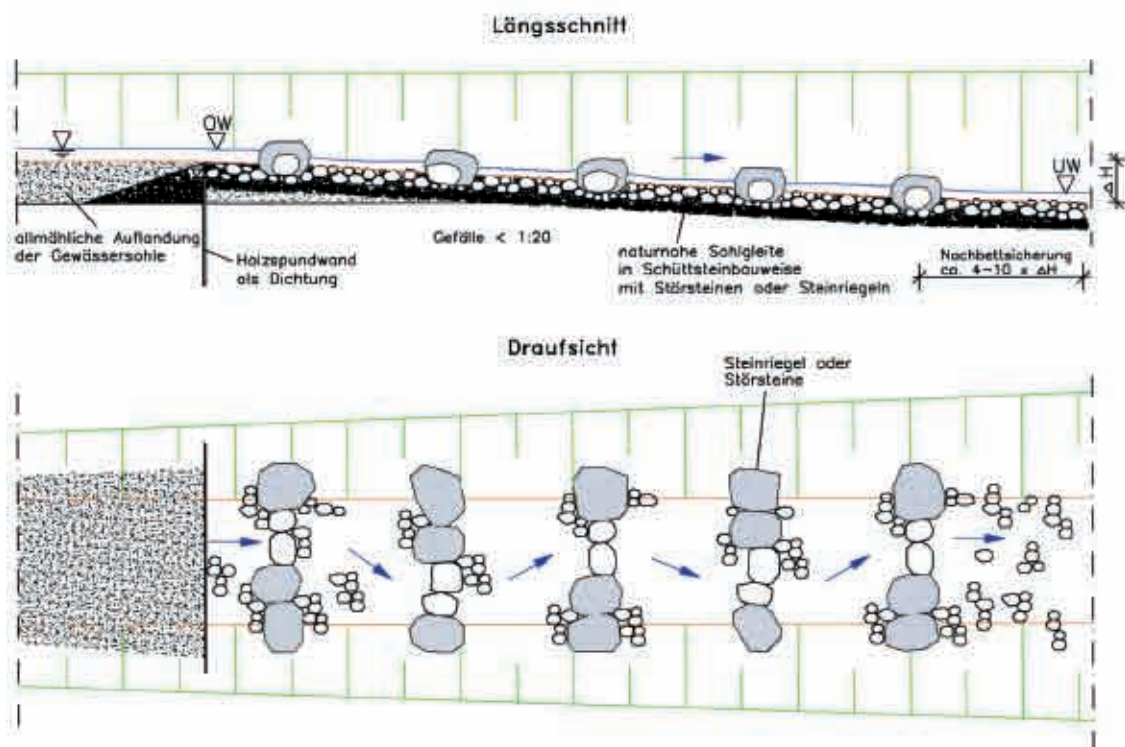 Längsschnitt
OW
UW
ΔH
allmähliche Auflandung
der Gewässersohle
Holzspundwand
als Dichtung
Gefälle < 1:20
naturnahe Sohlgleite
in Schüttsteinbauweise
mit Störsteinen oder Steinriegeln
Nachbettsicherung
ca. 4-10 x ΔH
Draufsicht
Steinriegel oder
Störsteine